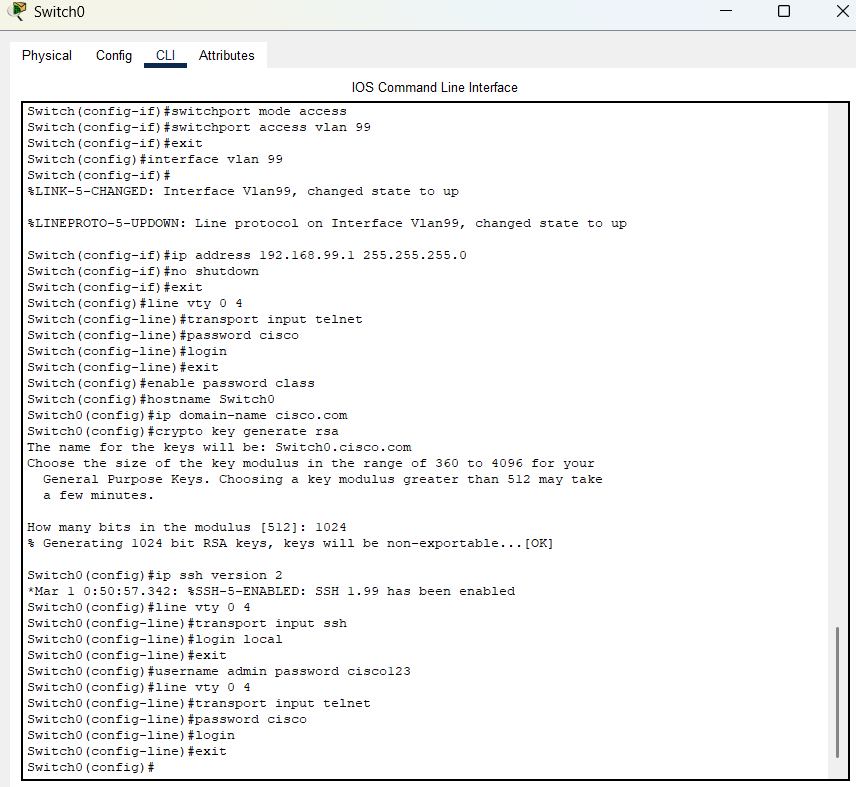 Switch0
Physical Config CLI Attributes
IOS Command Line Interface
Switch(config-if)#switchport mode access
Switch(config-if)#switchport access vlan 99
Switch(config-if)#exit
Switch(config)#interface vlan 99
Switch(config-if)#
%LINK-5-CHANGED: Interface Vlan99, changed state to up
%LINEPROTO-5-UPDOWN: Line protocol on Interface Vlan99, changed state to up
Switch(config-if)#ip address 192.168.99.1 255.255.255.0
Switch(config-if)#no shutdown
Switch(config-if)#exit
Switch(config)#line vty 0 4
Switch(config-line)#transport input telnet
Switch(config-line)#password cisco
Switch(config-line)#login
Switch(config-line)#exit
Switch(config)#enable password class
Switch(config)#hostname Switch0
Switch0(config)#ip domain-name cisco.com
Switch0(config)#crypto key generate rsa
The name for the keys will be: Switch0.cisco.com
Choose the size of the key modulus in the range of 360 to 4096 for your
General Purpose Keys. Choosing a key modulus greater than 512 may take
a few minutes.
How many bits in the modulus [512]: 1024
% Generating 1024 bit RSA keys, keys will be non-exportable...[OK]
Switch0(config)#ip ssh version 2
*Mar 1 0:50:57.342: %SSH-5-ENABLED: SSH 1.99 has been enabled
Switch0(config)#line vty 0 4
Switch0(config-line)#transport input ssh
Switch0(config-line)#login local
Switch0(config-line)#exit
Switch0(config)#username admin password cisco123
Switch0(config)#line vty 0 4
Switch0(config-line)#transport input telnet
Switch0(config-line)#password cisco
Switch0(config-line)#login
Switch0(config-line)#exit
Switch0(config)#